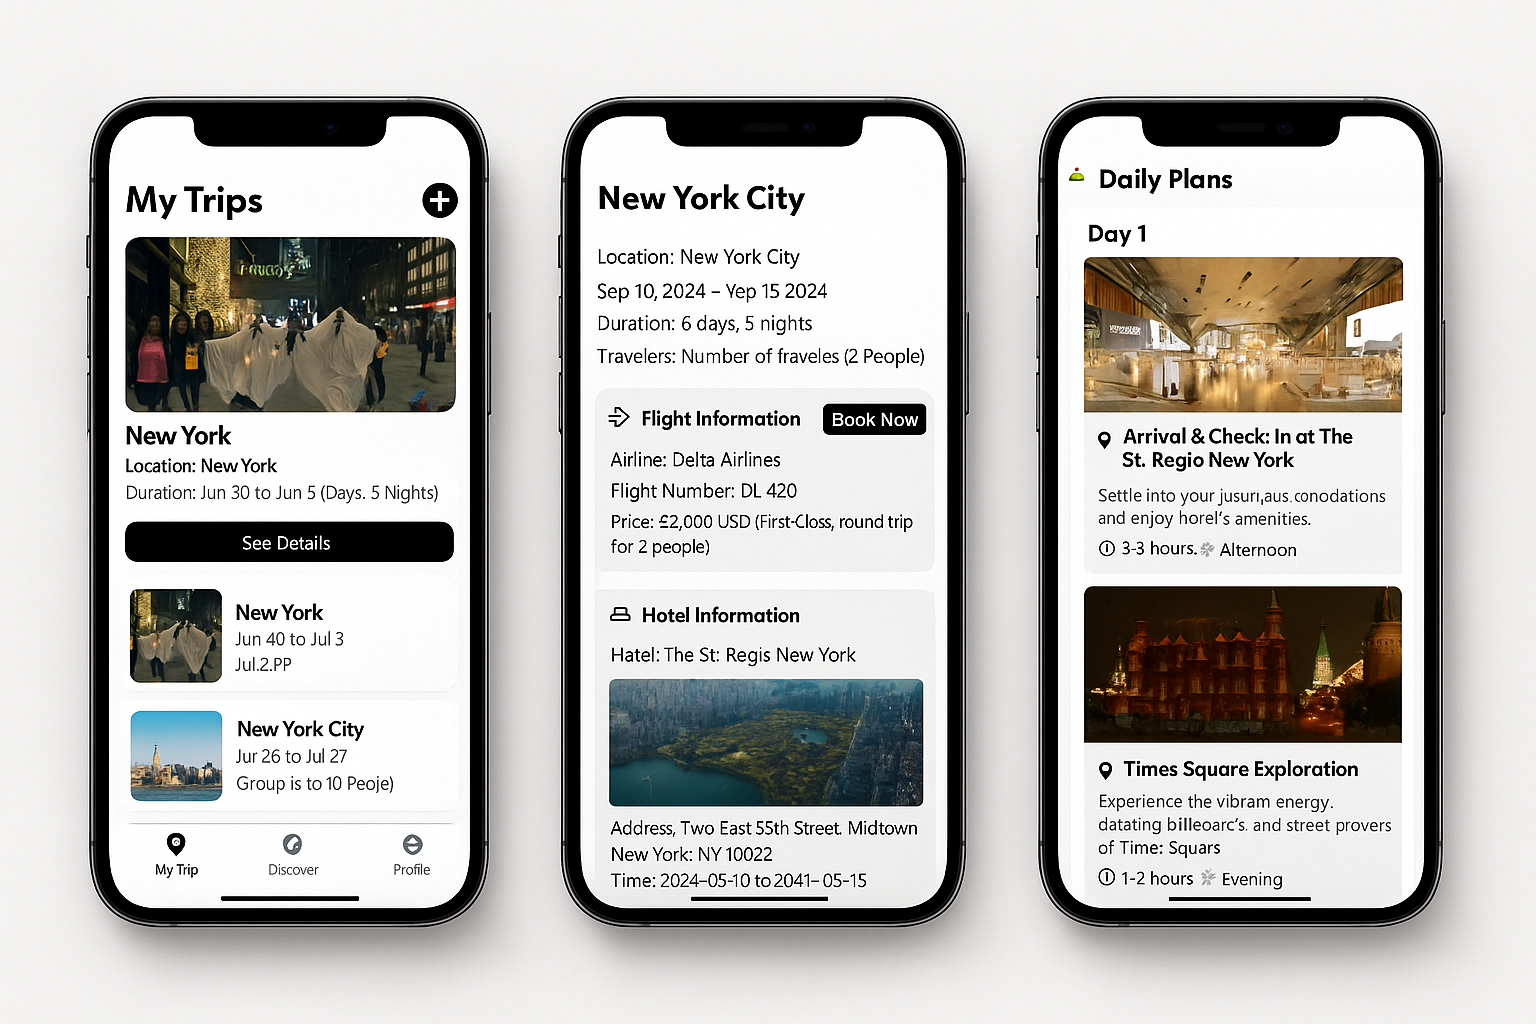 My Trips
New York
Location: New York
Duration: Jun 30 to Jun 5 (Days. 5 Nights)
See Details
New York
Jun 40 to Jul 3
Jul.2.PP
New York City
Jur 26 to Jul 27
Group is to 10 Peoje)
My Trip
Discover
Profile
New York City
Location: New York City
Sep 10, 2024 – Yep 15 2024
Duration: 6 days, 5 nights
Travelers: Number of fraveles (2 People)
Flight Information
Book Now
Airline: Delta Airlines
Flight Number: DL 420
Price: £2,000 USD (First-Closs, round trip
for 2 people)
Hotel Information
Hatel: The St: Regis New York
Address, Two East 55th Street. Midtown
New York: NY 10022
Time: 2024–05-10 to 2041–05–15
Daily Plans
Day 1
Arrival & Check: In at The
St. Regio New York
Settle into your conodations
and enjoy horel's amenities.
3-3 hours. Alternoon
Times Square Exploration
Experience the vibram energy.
datating billeoarc's. and street provers
of Time: Squars
1-2 hours Evening